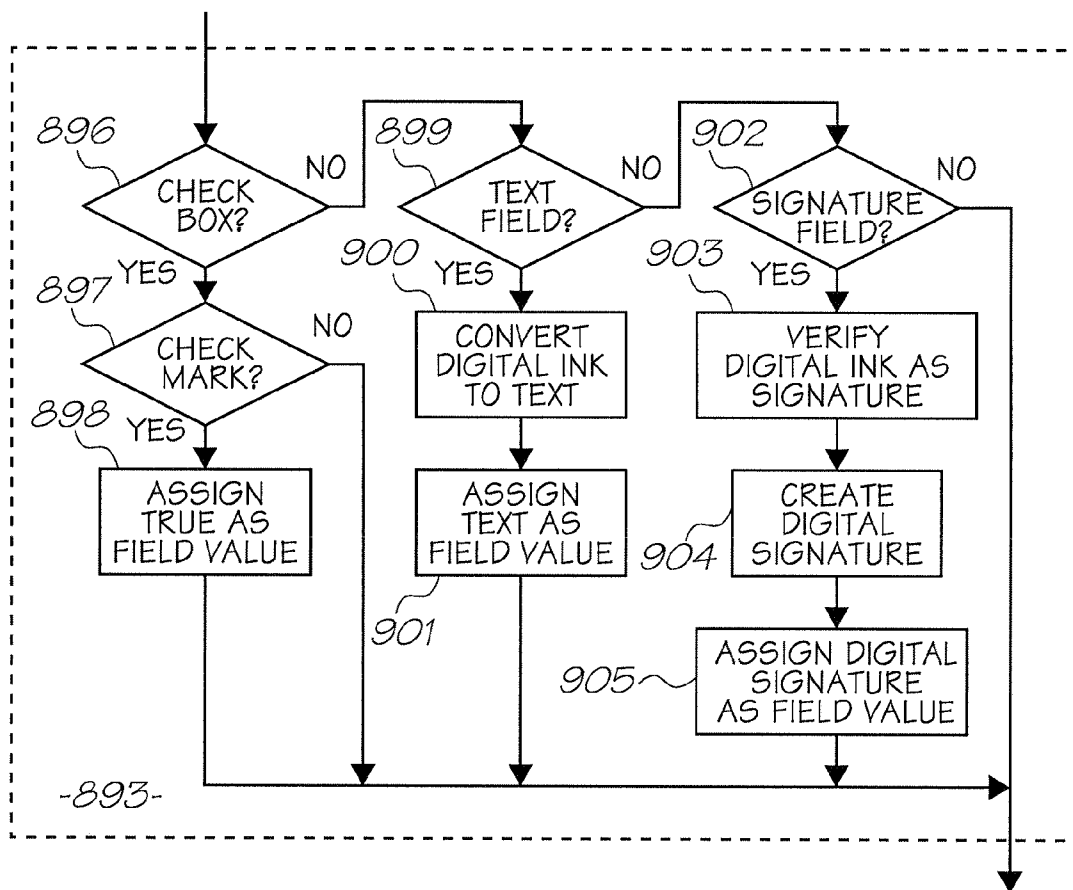 896
CHECK
BOX?
NO
YES
897
CHECK
MARK?
NO
YES
898
ASSIGN
TRUE AS
FIELD VALUE
899
TEXT
FIELD?
NO
YES
900
CONVERT
DIGITAL INK
TO TEXT
ASSIGN
TEXT AS
FIELD VALUE
901
902
SIGNATURE
FIELD?
NO
YES
903
VERIFY
DIGITAL INK AS
SIGNATURE
CREATE
DIGITAL
SIGNATURE
904
ASSIGN DIGITAL
SIGNATURE
AS FIELD VALUE
905
-893-